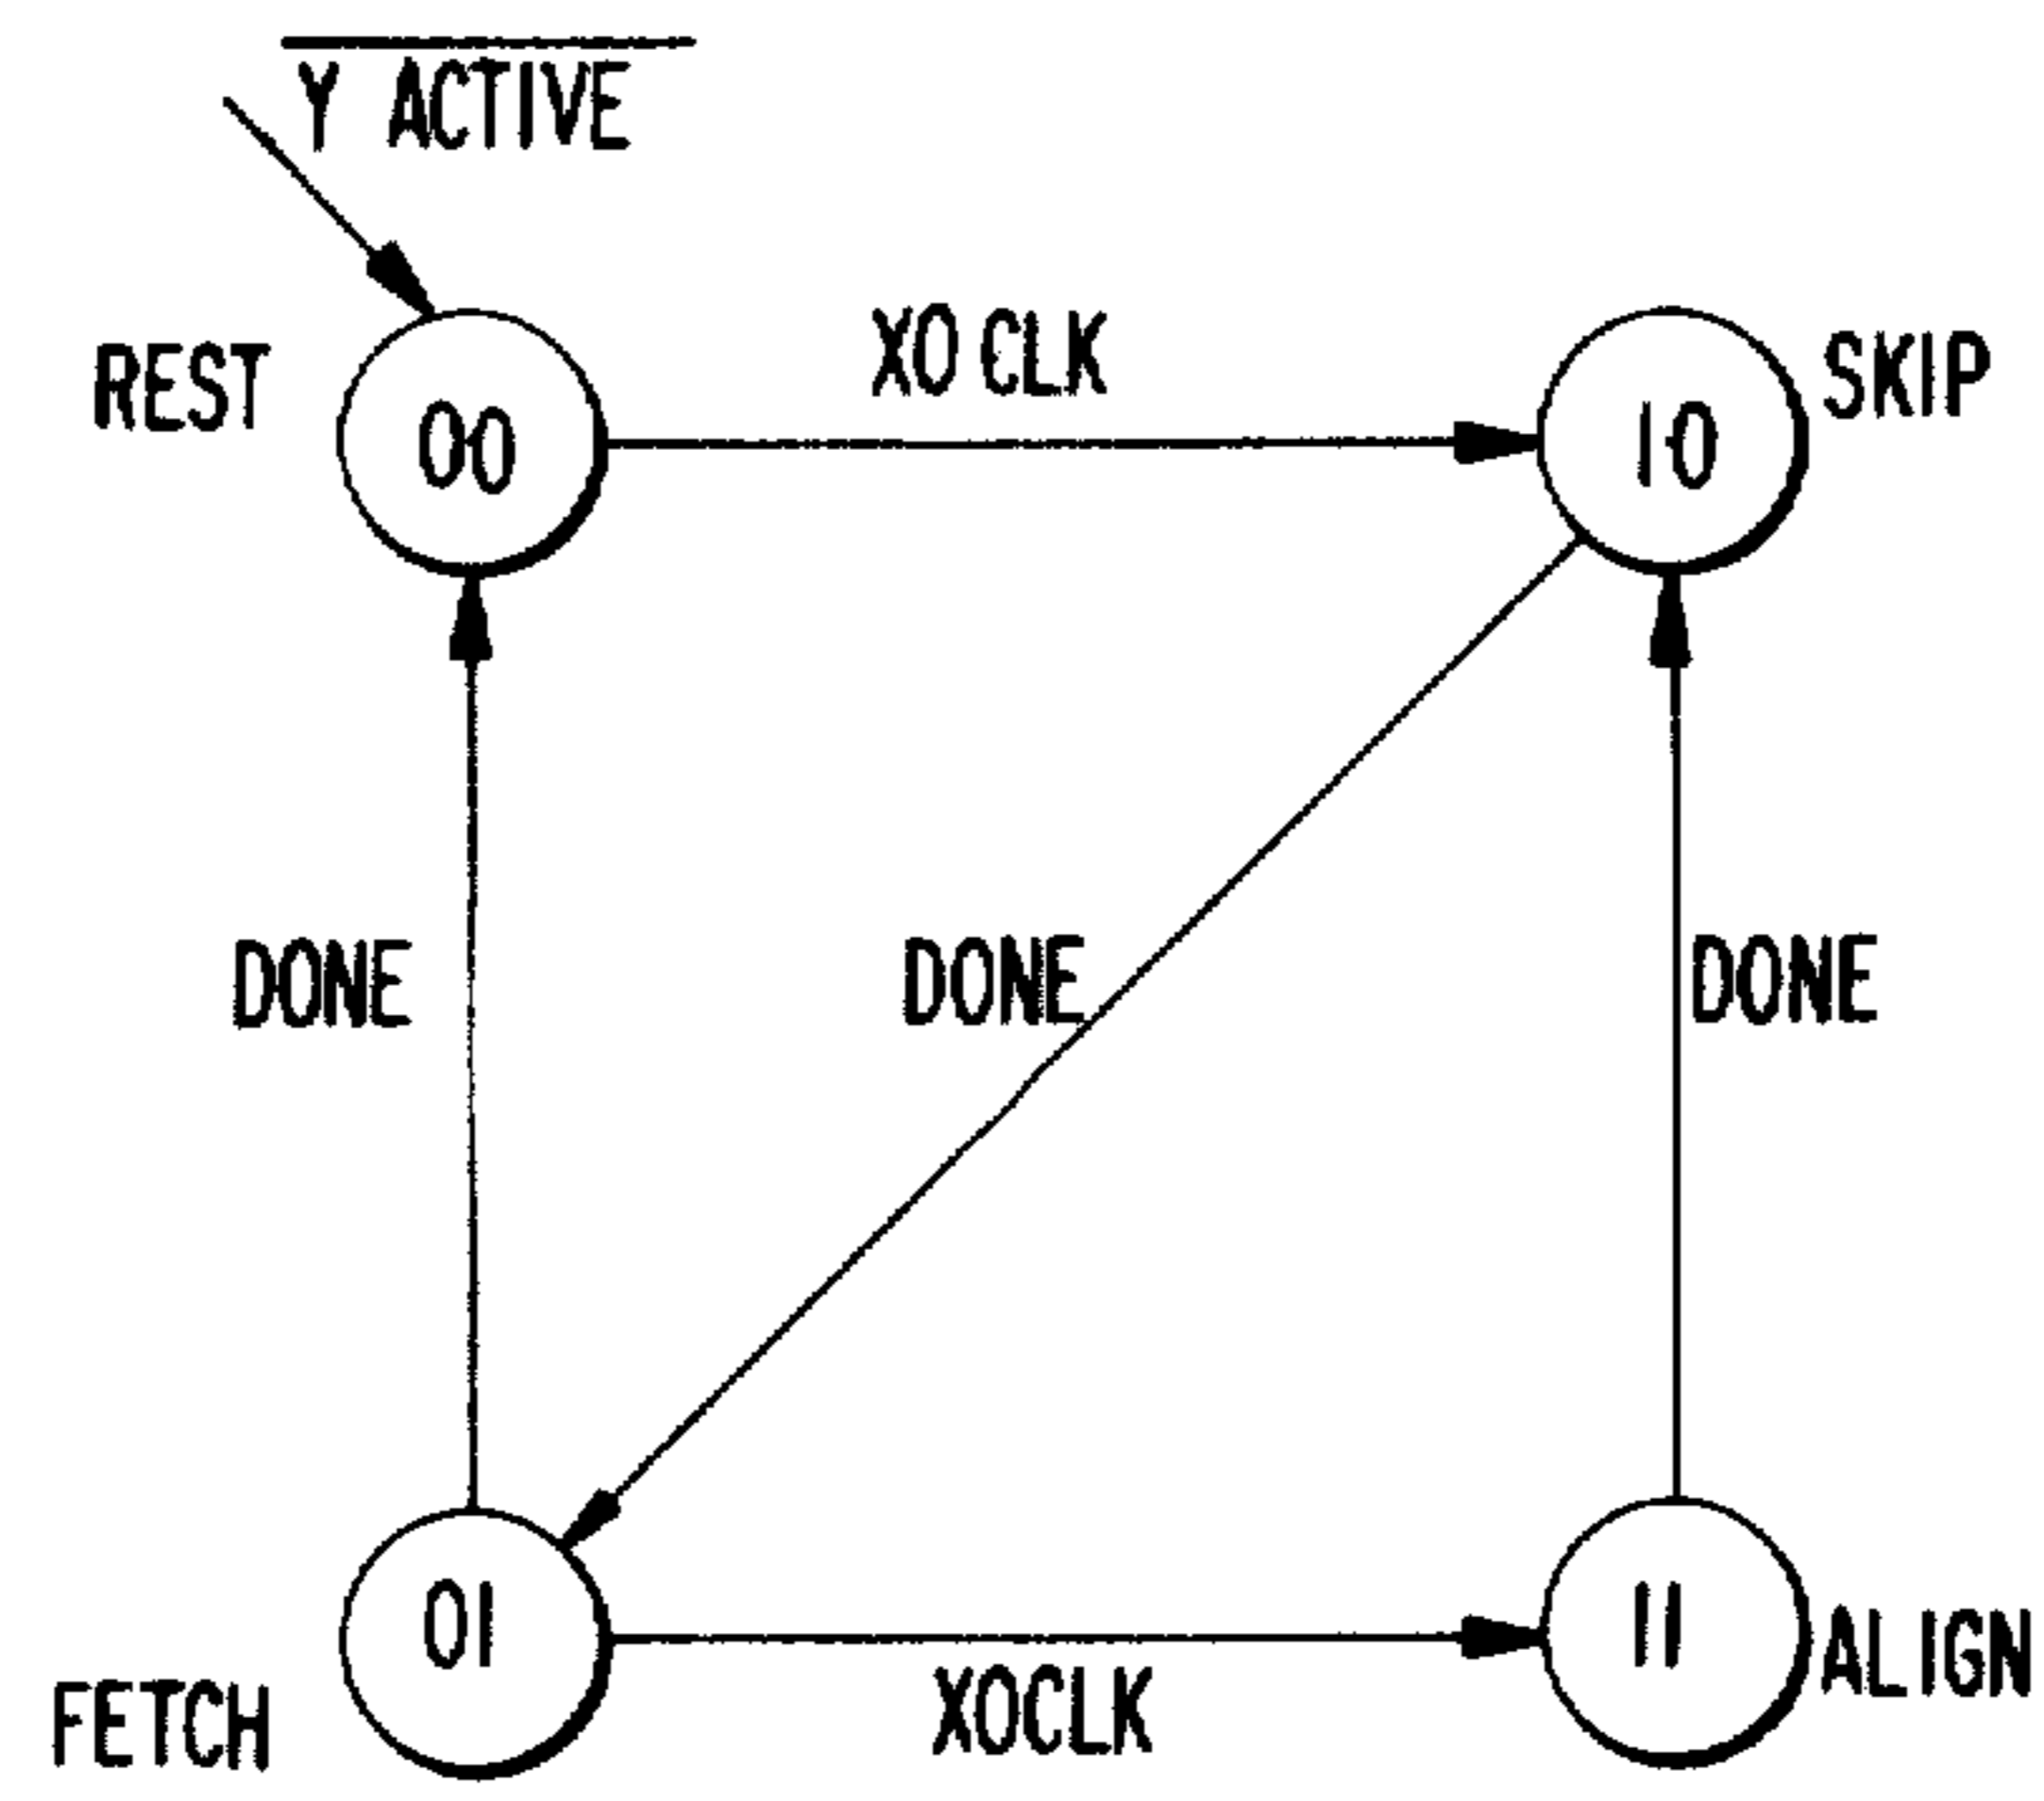 Y ACTIVE
XO CLK
REST
SKIP
00
10
DONE
DONE
DONE
01
11
FETCH
XOCLK
ALIGN